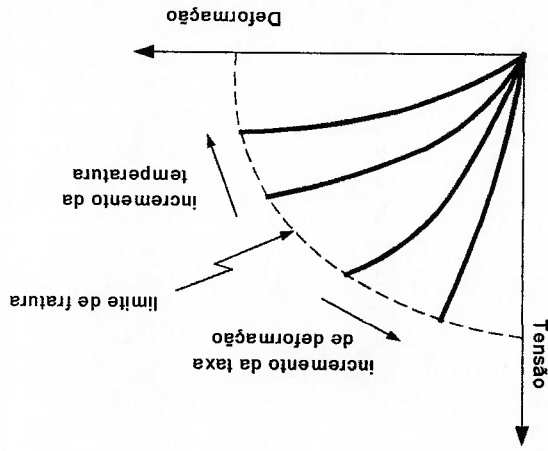 Tensão
incremento da taxa
de deformação
limite de fratura
incremento da
temperatura
Deformação